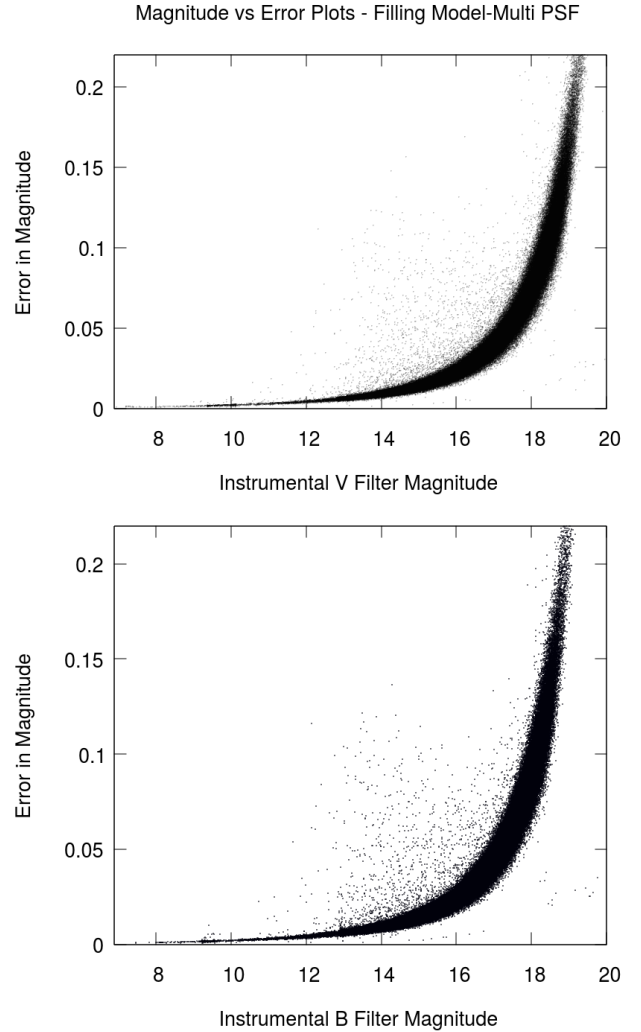 Magnitude vs Error Plots - Filling Model-Multi PSF
0.2
0.15
0.1
0.05
0
Error in Magnitude
8 10 12 14 16 18 20
Instrumental V Filter Magnitude
0.2
0.15
0.1
0.05
0
Error in Magnitude
8 10 12 14 16 18 20
Instrumental B Filter Magnitude